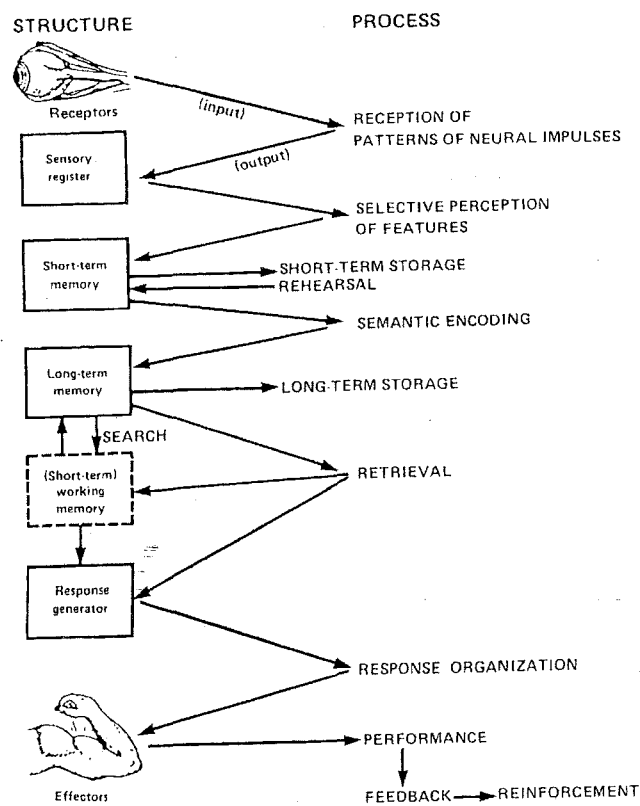 STRUCTURE
PROCESS
Receptors
(input)
RECEPTION OF
PATTERNS OF NEURAL IMPULSES
Sensory
register
(output)
SELECTIVE PERCEPTION
OF FEATURES
Short-term
memory
SHORT-TERM STORAGE
REHEARSAL
SEMANTIC ENCODING
Long-term
memory
LONG-TERM STORAGE
SEARCH
(Short-term)
working
memory
RETRIEVAL
Response
generator
RESPONSE ORGANIZATION
PERFORMANCE
Effectors
FEEDBACK
REINFORCEMENT